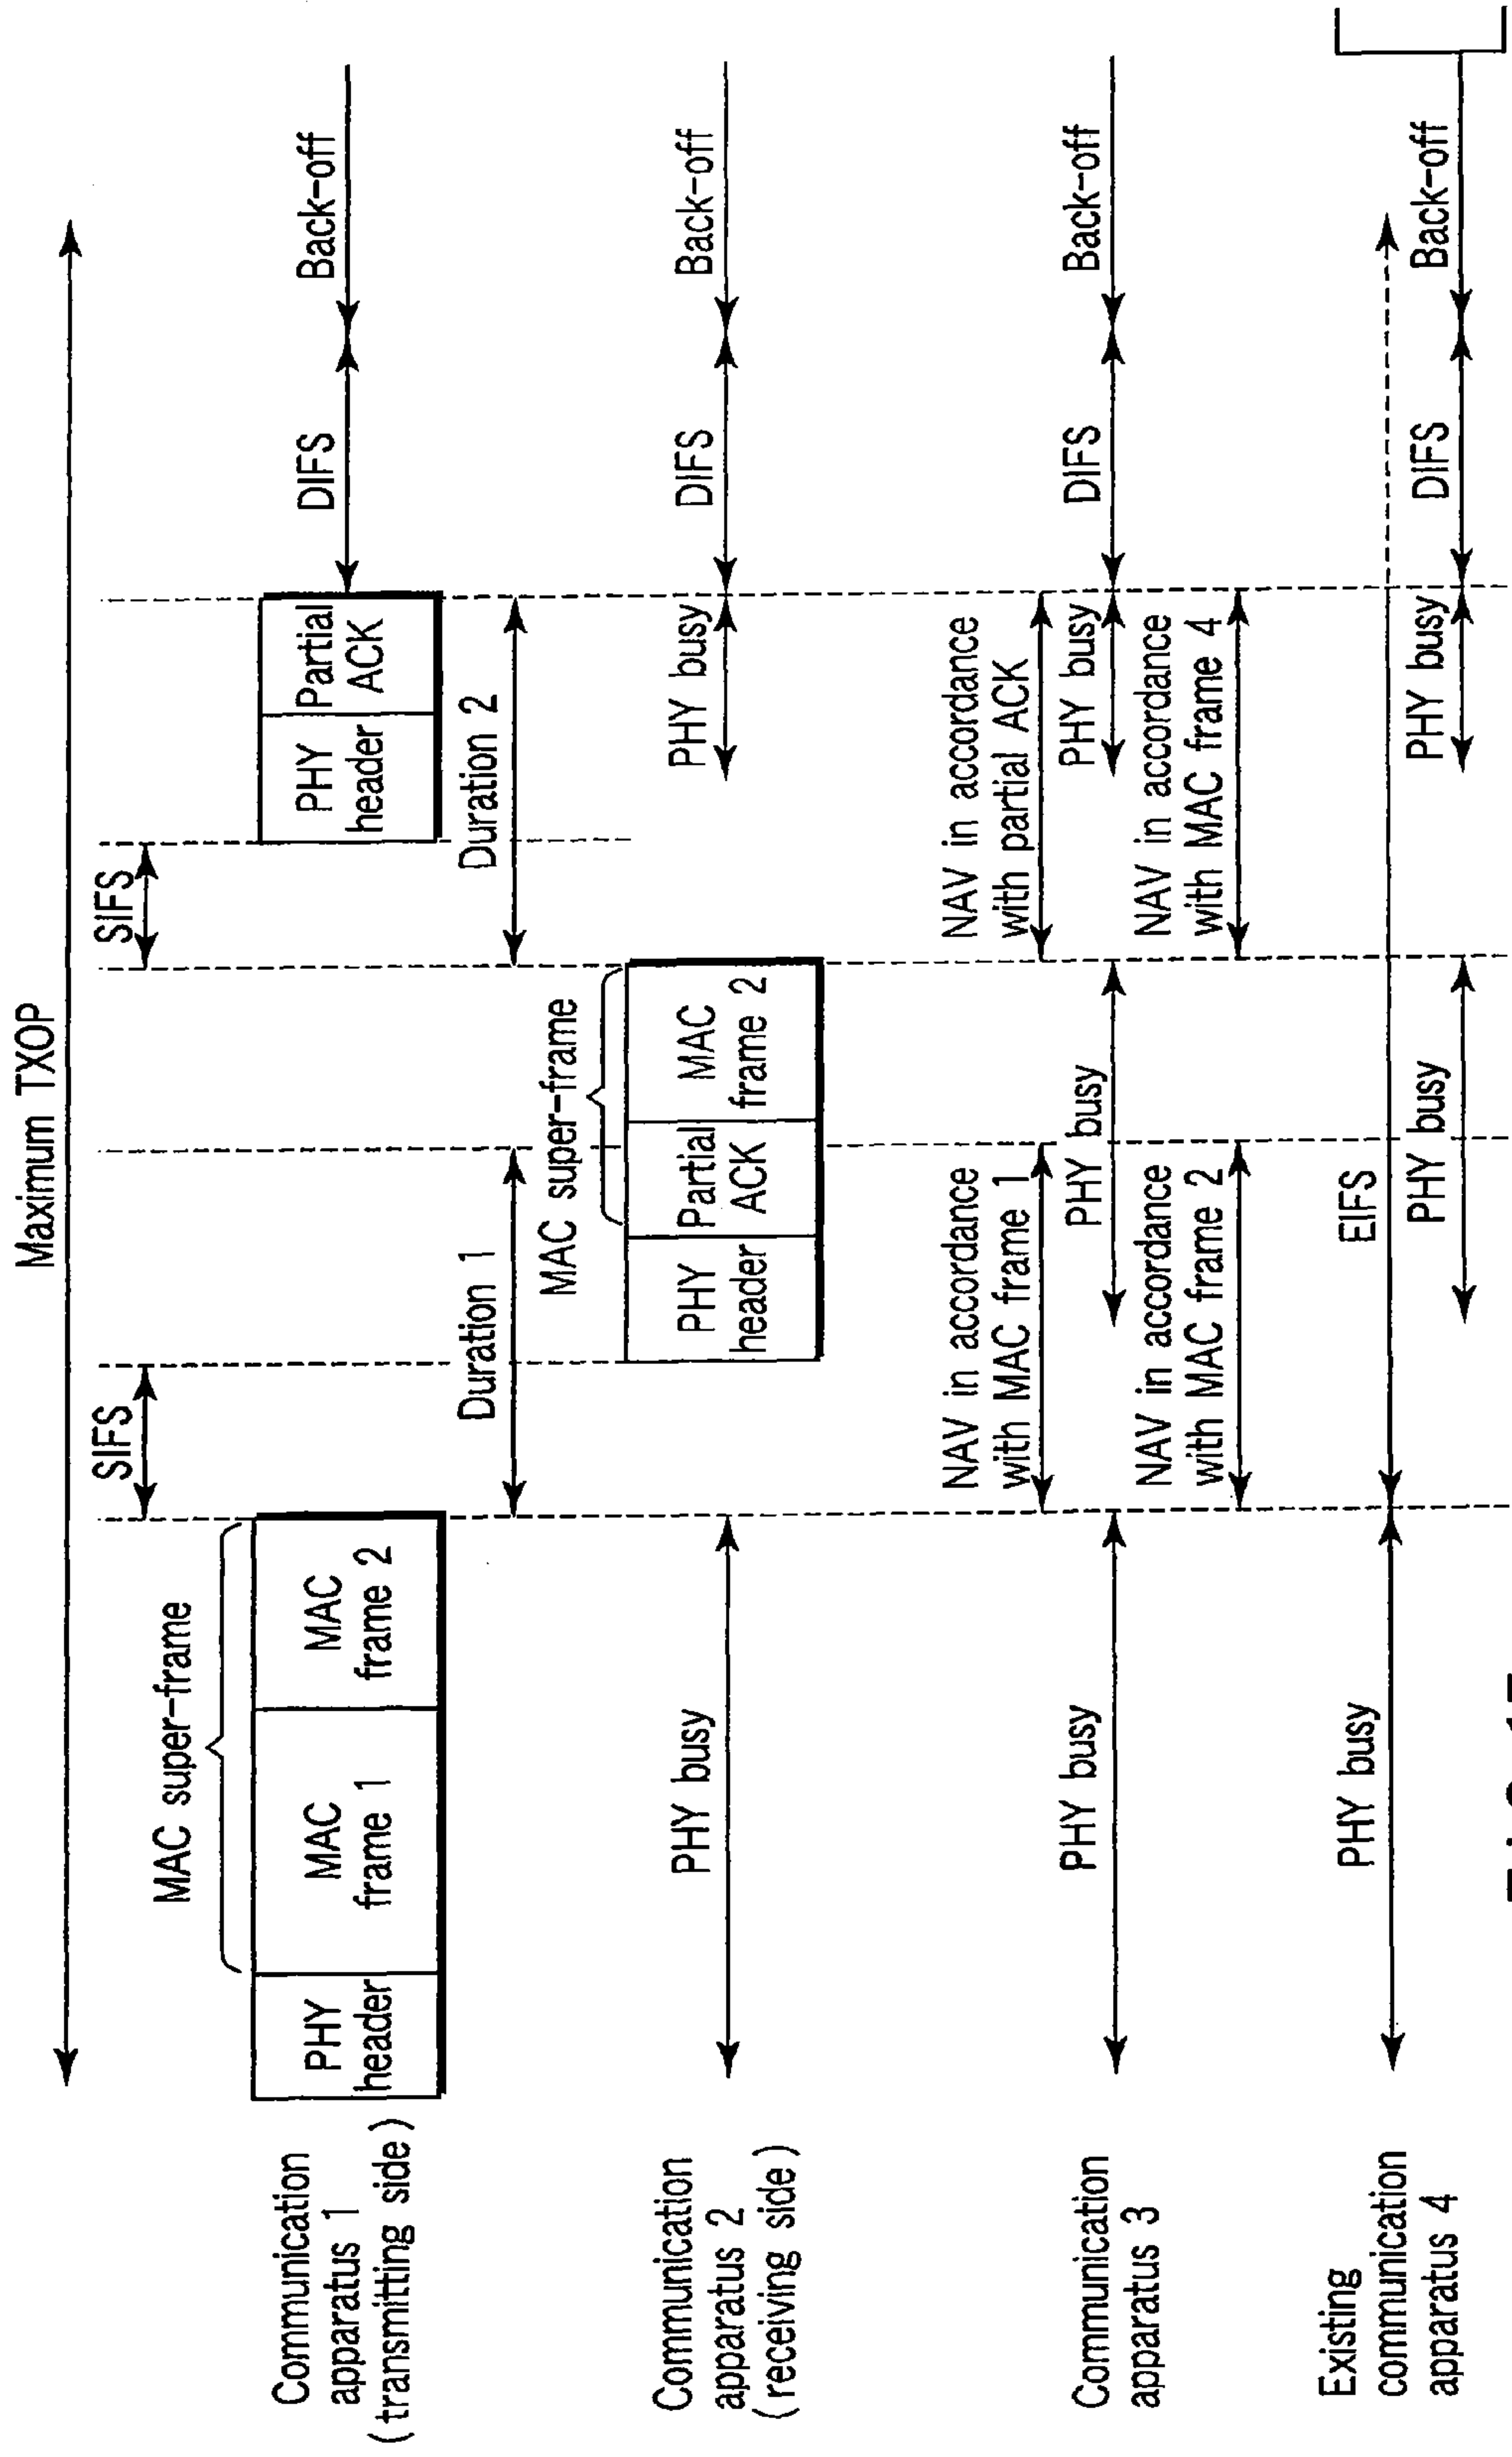 Maximum TXOP
SIFS
SIFS
MAC super-frame
Communication
apparatus 1
(transmitting side)
PHY
header
MAC
frame 1
MAC
frame 2
PHY
header
Partial
ACK
DIFS
Back-off
Duration 1
Duration 2
MAC super-frame
Communication
apparatus 2
(receiving side)
PHY busy
PHY
header
Partial
ACK
MAC
frame 2
PHY busy
DIFS
Back-off
NAV in accordance
with MAC frame 1
NAV in accordance
with partial ACK
Communication
apparatus 3
PHY busy
PHY busy
PHY busy
DIFS
Back-off
NAV in accordance
with MAC frame 2
NAV in accordance
with MAC frame 4
Existing
communication
apparatus 4
PHY busy
EIFS
PHY busy
PHY busy
DIFS
Back-off